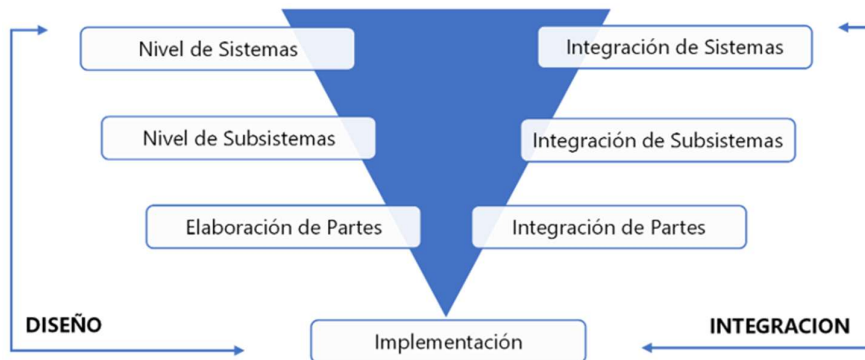 Nivel de Sistemas
Integración de Sistemas
Nivel de Subsistemas
Integración de Subsistemas
Elaboración de Partes
Integración de Partes
DISEÑO
INTEGRACION
Implementación